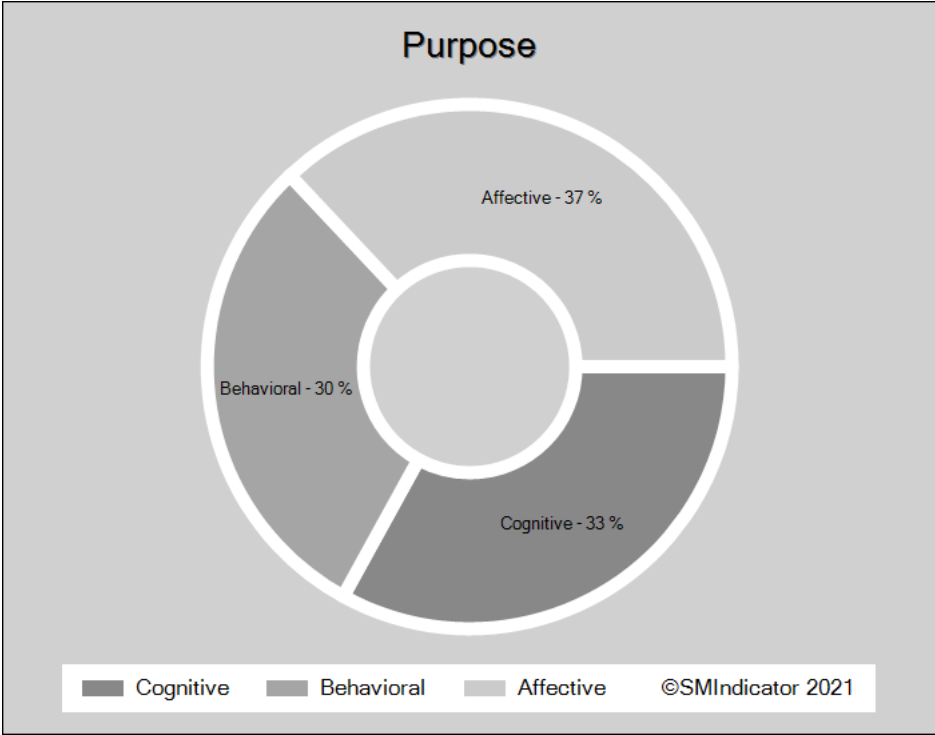 Purpose
Affective - 37 %
Behavioral - 30 %
Cognitive - 33 %
Cognitive Behavioral Affective ©SMIndicator 2021